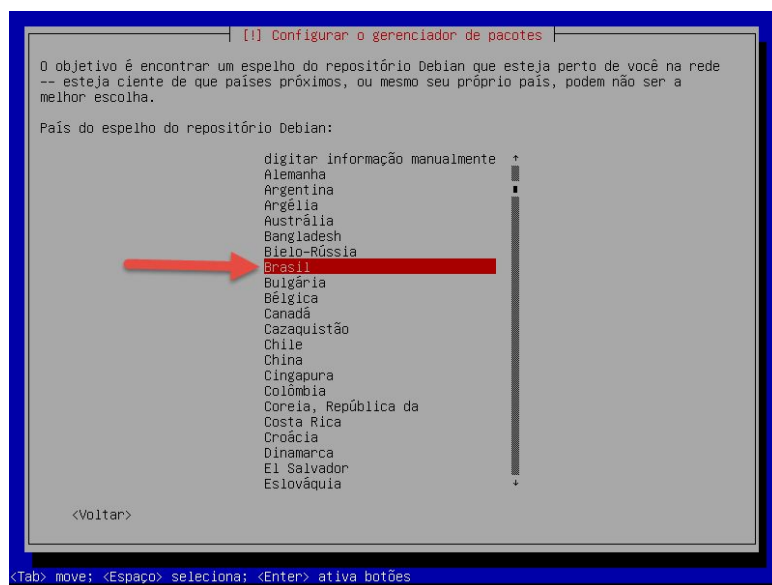 [!] Configurar o gerenciador de pacotes
O objetivo é encontrar um espelho do repositório Debian que esteja perto de você na rede
-- esteja ciente de que países próximos, ou mesmo seu próprio país, podem não ser a
melhor escolha.
País do espelho do repositório Debian:
digitar informação manualmente
Alemanha
Argentina
Argélia
Austrália
Bangladesh
Bielo-Rússia
Brasil
Bulgária
Bélgica
Canadá
Cazaquistão
Chile
China
Cingapura
Colômbia
Coreia, República da
Costa Rica
Croácia
Dinamarca
El Salvador
Eslováquia
<Voltar>
<Tab> move; <Espaço> seleciona; <Enter> ativa botões